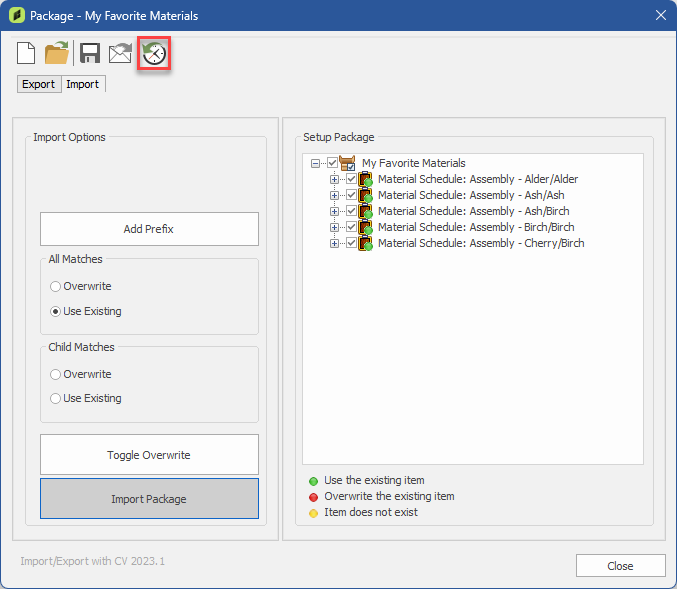 Package - My Favorite Materials
Export Import
Import Options
Add Prefix
All Matches
Overwrite
Use Existing
Child Matches
Overwrite
Use Existing
Toggle Overwrite
Import Package
Setup Package
My Favorite Materials
Material Schedule: Assembly - Alder/Alder
Material Schedule: Assembly - Ash/Ash
Material Schedule: Assembly - Ash/Birch
Material Schedule: Assembly - Birch/Birch
Material Schedule: Assembly - Cherry/Birch
Use the existing item
Overwrite the existing item
Item does not exist
Import/Export with CV 2023.1
Close